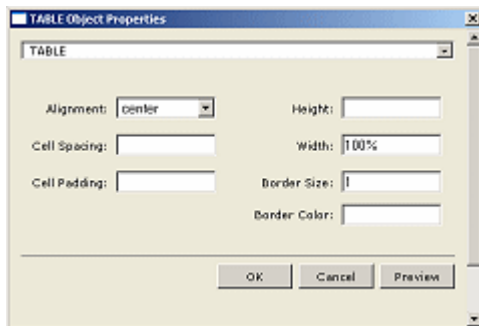 TABLE Object Properties
TABLE
Alignment: center
Height:
Cell Spacing:
Width: 100%
Cell Padding:
Border Size: 1
Border Color:
OK Cancel Preview